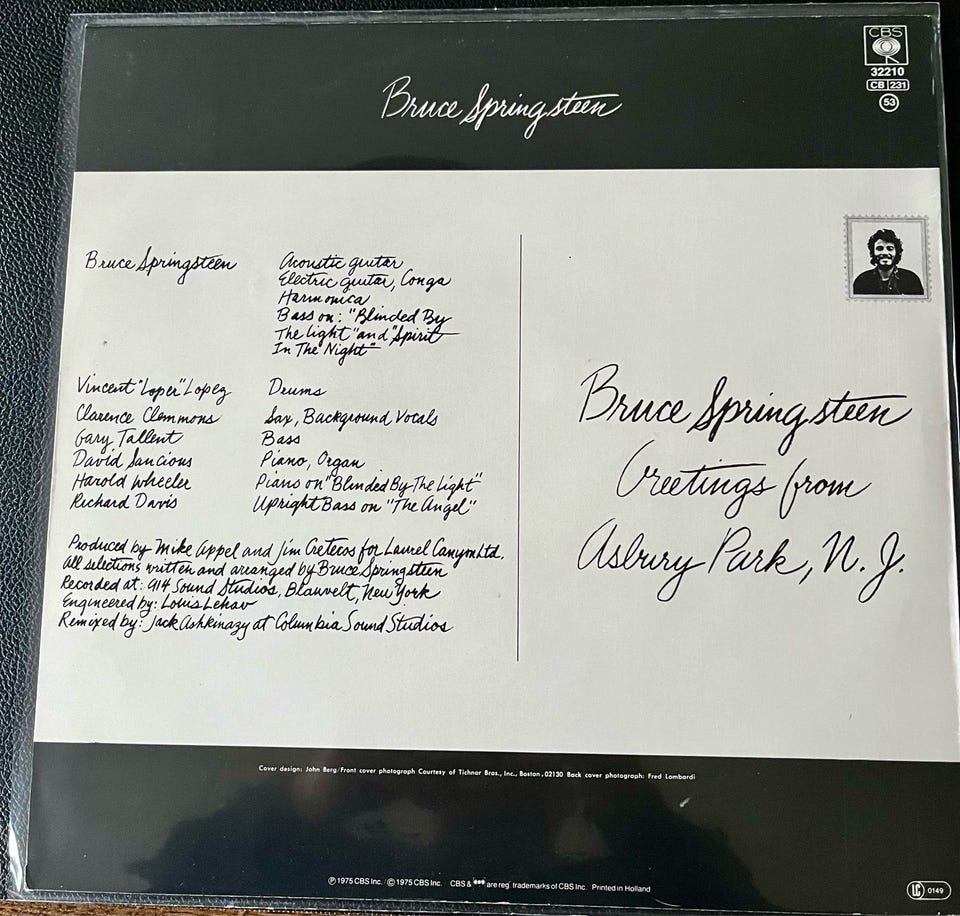 CBS
32210
CB 231
53
Bruce Springsteen
Bruce Springsteen Acoustic guitar
Electric guitar, Conga
Harmonica
Bass on: "Blinded By
The Light" and "Spirit
In The Night"
Vincent "Loper" Lopez Drums
Clarence Clemmons Sax, Background Vocals
Gary Tallent Bass
David Sancious Piano, Organ
Harold Wheeler Piano on "Blinded By The Light"
Richard Davis Upright Bass on "The Angel"
Produced by Mike Appel and Jim Cretecos for Laurel Canyon Ltd.
All selections written and arranged by Bruce Springsteen
Recorded at: 914 Sound Studios, Blauvelt, New York
Engineered by: Louis Lahav
Remixed by: Jack Ashkinazy at Columbia Sound Studios
Bruce Springsteen
Greetings from
Asbury Park, N. J.
Cover design: John Berg/Front cover photograph Courtesy of Tichnor Bros., Inc., Boston, 02130 Back cover photograph: Fred Lombardi
Ⓟ 1975 CBS Inc. / © 1975 CBS Inc. CBS & are reg. trademarks of CBS Inc. Printed in Holland
LC 0149